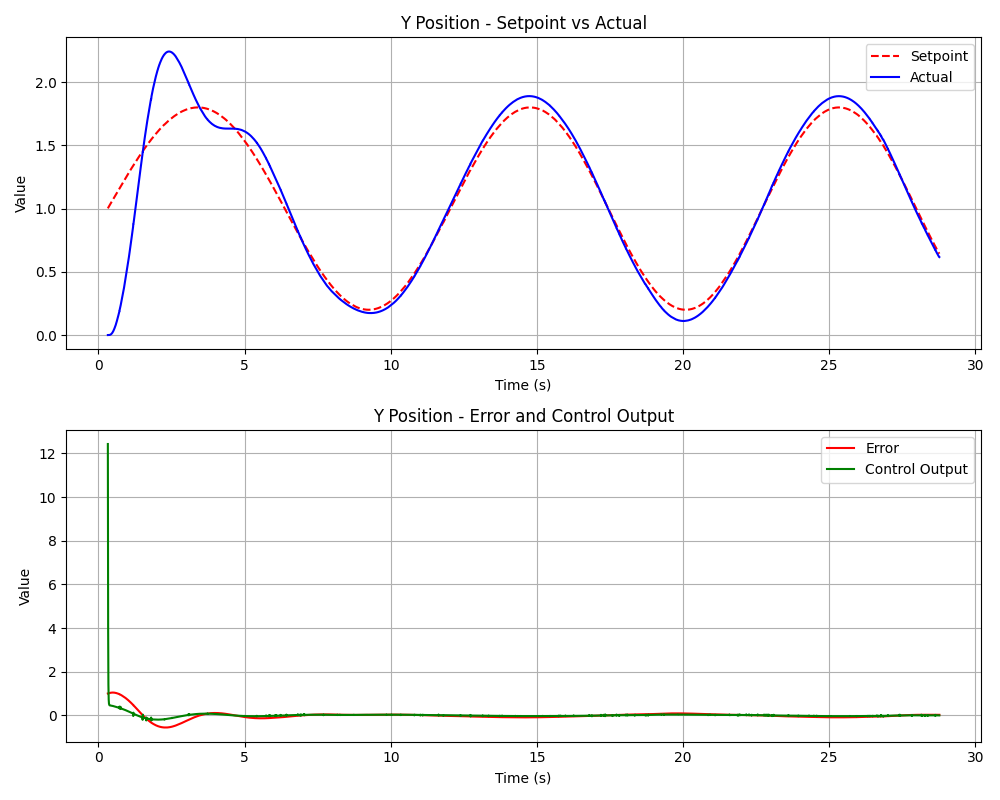 Y Position - Setpoint vs Actual
Value
2.0
1.5
1.0
0.5
0.0
Setpoint
Actual
0 5 10 15 20 25 30
Time (s)
Y Position - Error and Control Output
Value
12
10
8
6
4
2
0
Error
Control Output
0 5 10 15 20 25 30
Time (s)